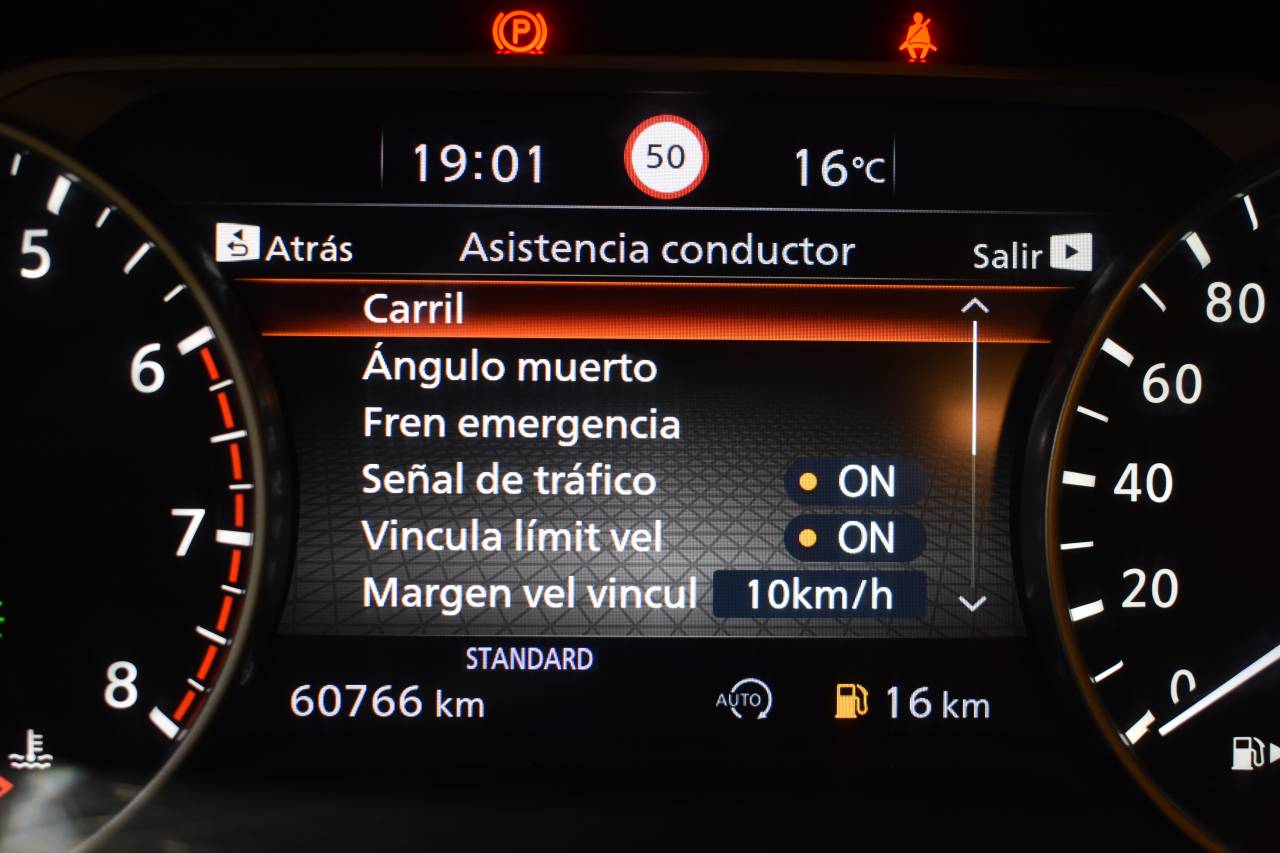 P
19:01 50 16°C
Atrás Asistencia conductor Salir
Carril
Ángulo muerto
Fren emergencia
Señal de tráfico ON
Vincula límit vel ON
Margen vel vincul 10km/h
STANDARD
60766 km AUTO 16 km
5
6
7
8
80
60
40
20
0